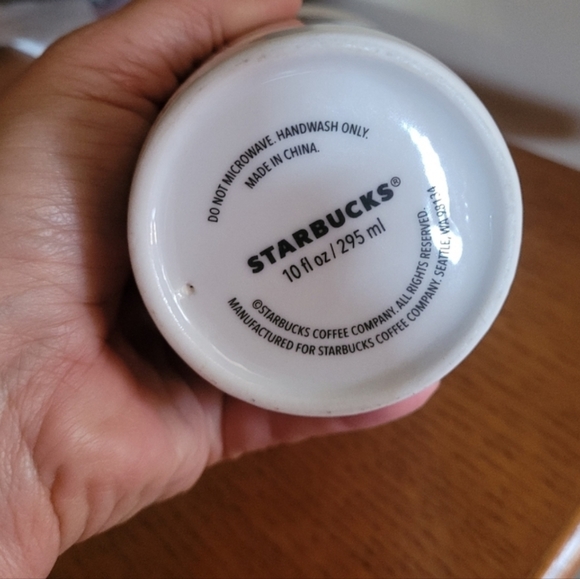 DO NOT MICROWAVE. HANDWASH ONLY.
MADE IN CHINA.
STARBUCKS®
10 fl oz / 295 ml
©STARBUCKS COFFEE COMPANY. ALL RIGHTS RESERVED.
MANUFACTURED FOR STARBUCKS COFFEE COMPANY. SEATTLE, WA 98134